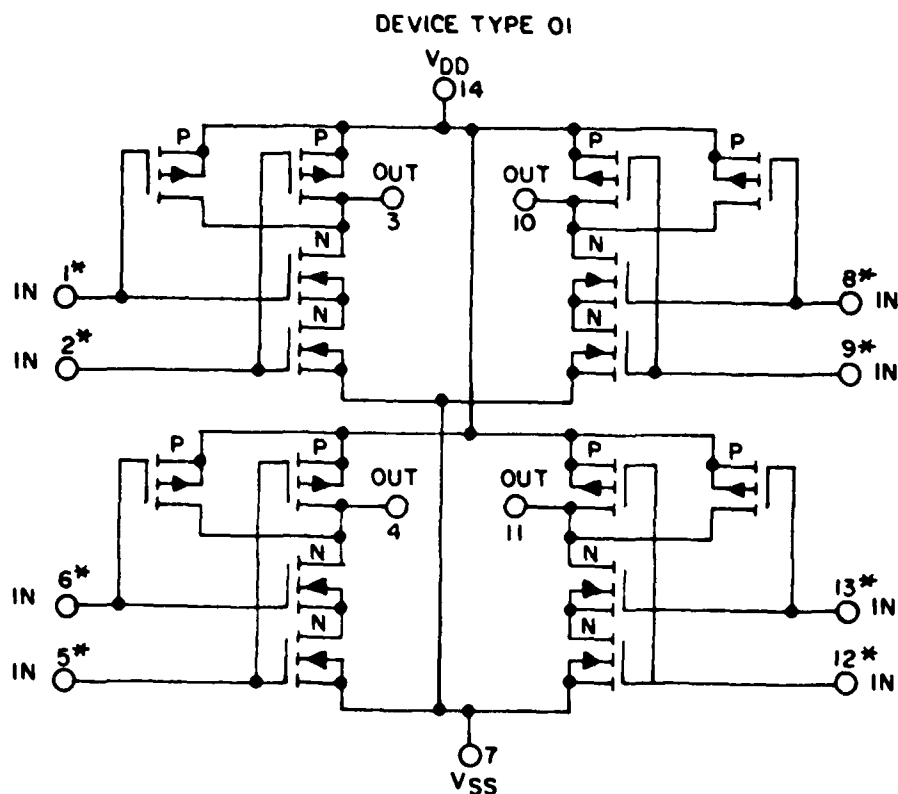 DEVICE TYPE 01
VDD
14
P P P P
OUT OUT
3 10
N N
IN 1* 8* IN
N N
IN 2* 9* IN
P P P P
OUT OUT
4 11
N N
IN 6* 13* IN
N N
IN 5* 12* IN
7
VSS